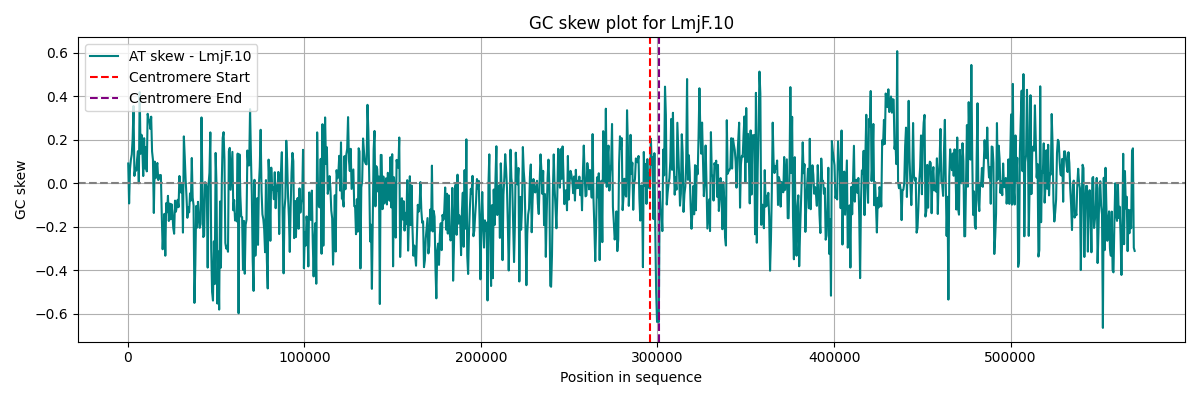 GC skew plot for LmjF.10
AT skew - LmjF.10
Centromere Start
Centromere End
GC skew
0.6
0.4
0.2
0.0
−0.2
−0.4
−0.6
0 100000 200000 300000 400000 500000
Position in sequence